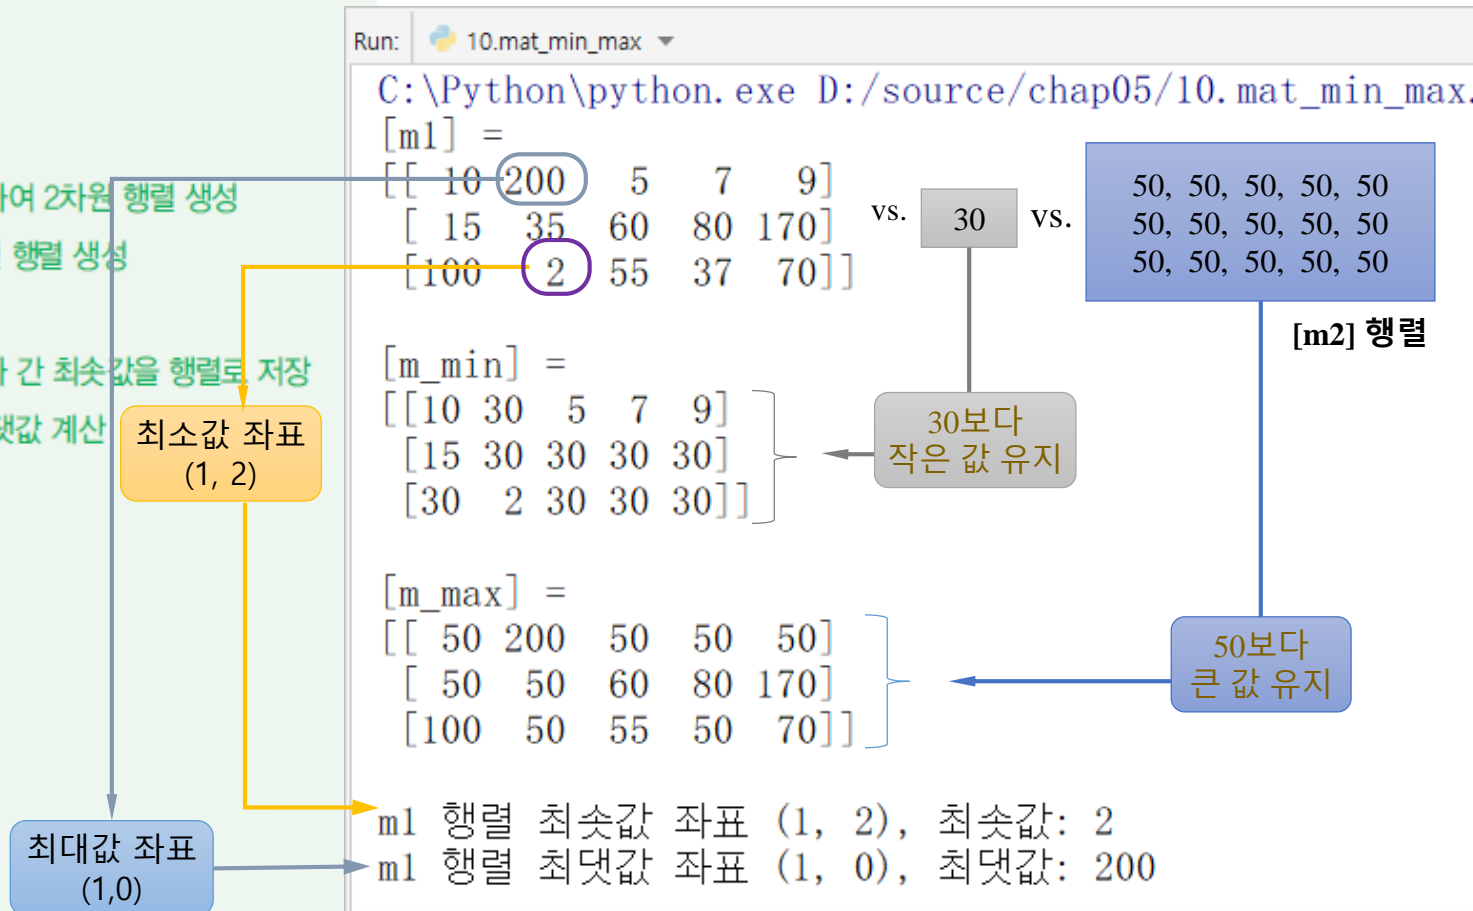 Run: 10.mat_min_max
C:\Python\python.exe D:/source/chap05/10.mat_min_max.
[m1] =
[[ 10 200 5 7 9]
[ 15 35 60 80 170]
[100 2 55 37 70]]
vs.
30
vs.
50, 50, 50, 50, 50
50, 50, 50, 50, 50
50, 50, 50, 50, 50
[m2] 행렬
하여 2차원 행렬 생성
행렬 생성
간 최솟값을 행렬로 저장
댓값 계산
[m_min] =
[[10 30 5 7 9]
[15 30 30 30 30]
[30 2 30 30 30]]
30보다
작은 값 유지
최소값 좌표
(1, 2)
[m_max] =
[[ 50 200 50 50 50]
[ 50 50 60 80 170]
[100 50 55 50 70]]
50보다
큰 값 유지
m1 행렬 최솟값 좌표 (1, 2), 최솟값: 2
m1 행렬 최댓값 좌표 (1, 0), 최댓값: 200
최대값 좌표
(1,0)